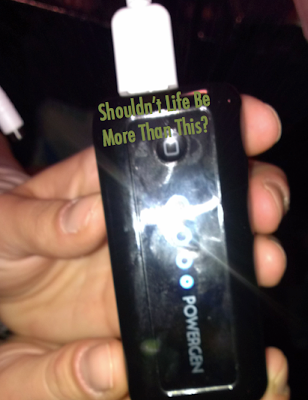 Shouldn't Life Be
More Than This?
POWERGEN